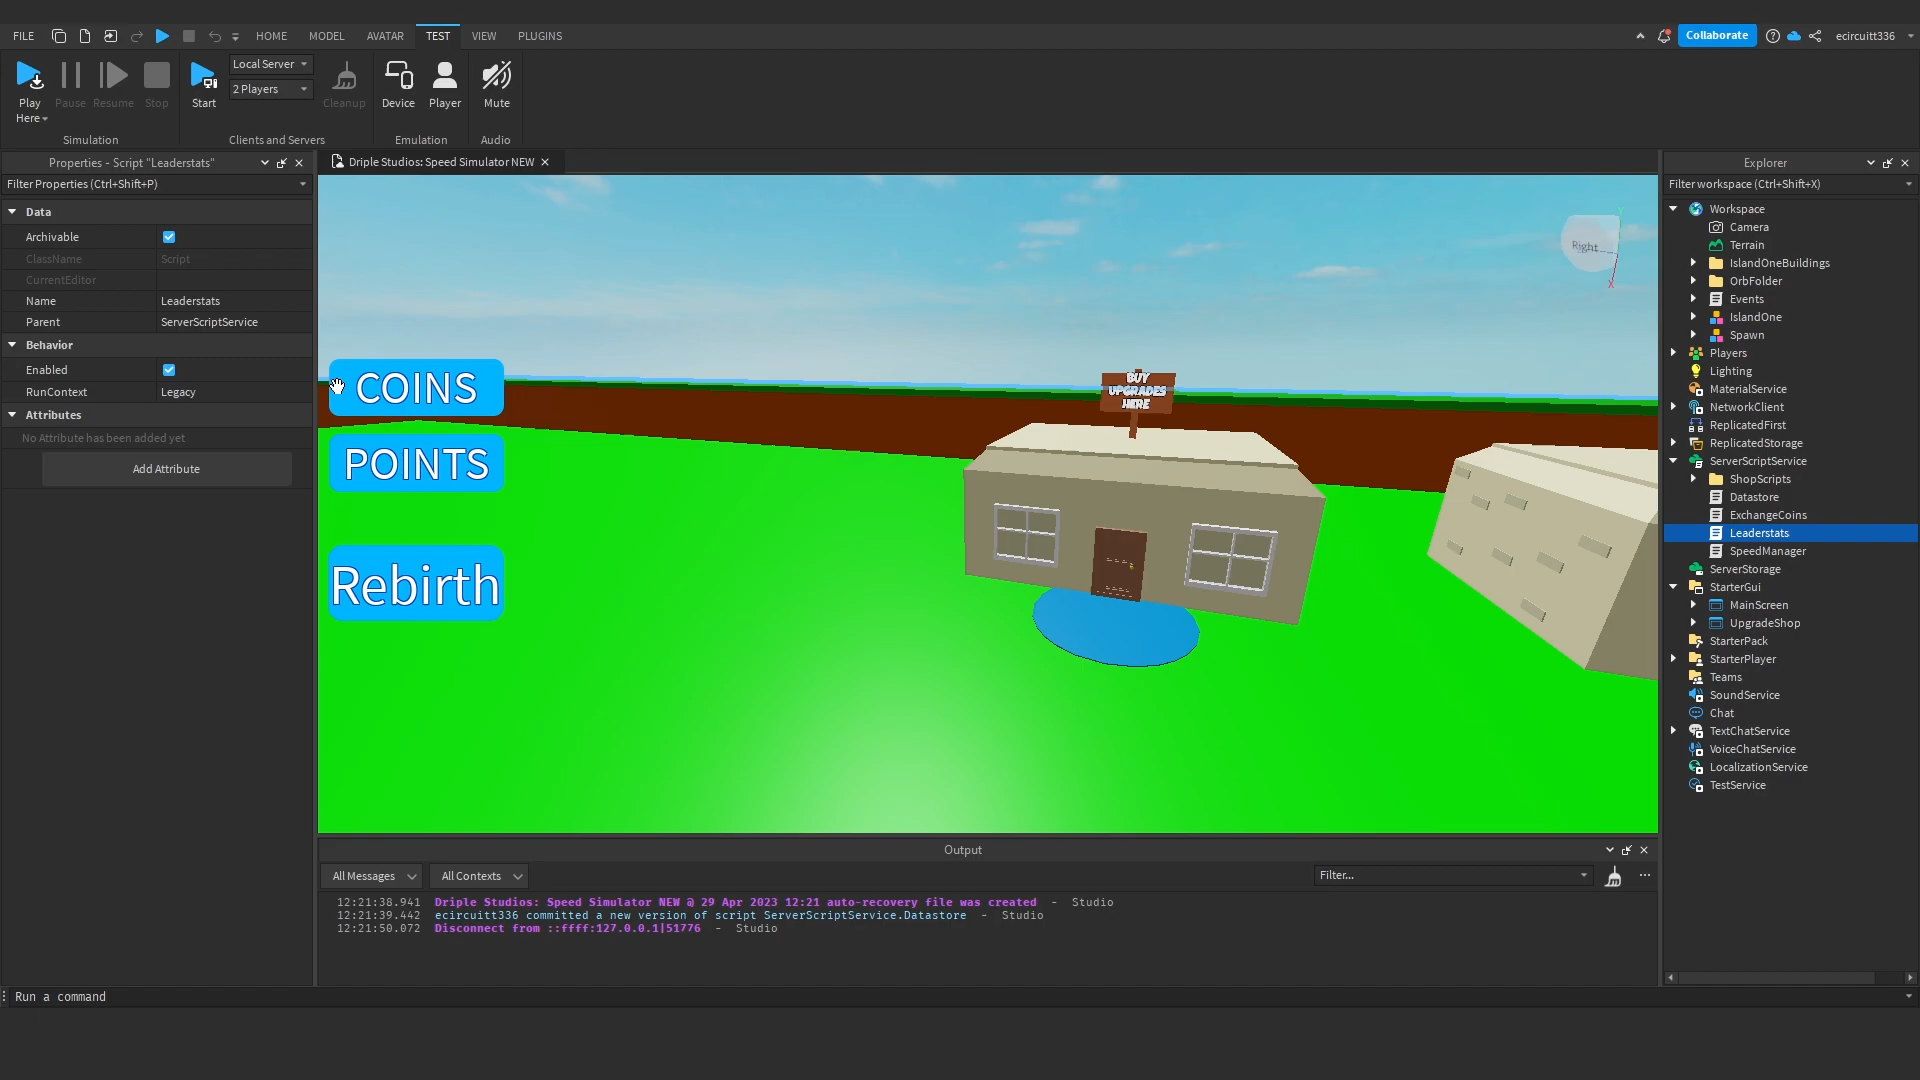 FILE
HOME
MODEL
AVATAR
TEST
VIEW
PLUGINS
Collaborate
ecircuitt336
Play
Here
Pause
Resume
Stop
Start
Local Server
2 Players
Cleanup
Device
Player
Mute
Simulation
Clients and Servers
Emulation
Audio
Properties - Script "Leaderstats"
Filter Properties (Ctrl+Shift+P)
Data
Archivable
ClassName Script
CurrentEditor
Name Leaderstats
Parent ServerScriptService
Behavior
Enabled
RunContext Legacy
Attributes
No Attribute has been added yet
Add Attribute
Driple Studios: Speed Simulator NEW
Right
X
COINS
POINTS
Rebirth
BUY
UPGRADES
HERE
Explorer
Filter workspace (Ctrl+Shift+X)
Workspace
Camera
Terrain
IslandOneBuildings
OrbFolder
Events
IslandOne
Spawn
Players
Lighting
MaterialService
NetworkClient
ReplicatedFirst
ReplicatedStorage
ServerScriptService
ShopScripts
Datastore
ExchangeCoins
Leaderstats
SpeedManager
ServerStorage
StarterGui
MainScreen
UpgradeShop
StarterPack
StarterPlayer
Teams
SoundService
Chat
TextChatService
VoiceChatService
LocalizationService
TestService
Output
All Messages
All Contexts
Filter...
12:21:38.941 Driple Studios: Speed Simulator NEW @ 29 Apr 2023 12:21 auto-recovery file was created - Studio
12:21:39.442 ecircuitt336 committed a new version of script ServerScriptService.Datastore - Studio
12:21:50.072 Disconnect from ::ffff:127.0.0.1|51776 - Studio
Run a command